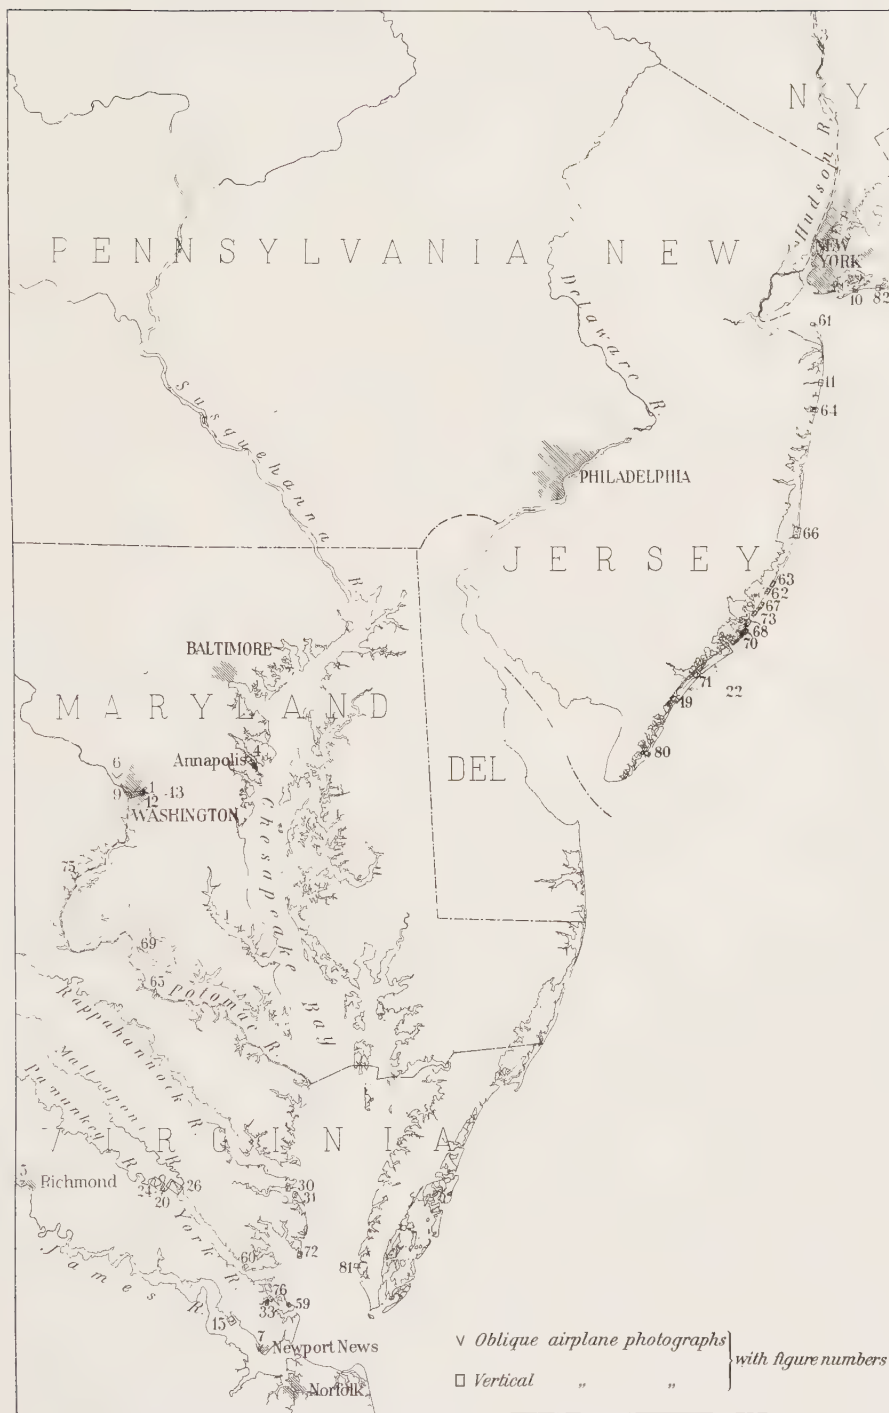 N Y
Hudson R.
PENNSYLVANIA NEW
NEW
YORK
10 82
Delaware R.
61
11
64
Susquehanna R.
PHILADELPHIA
66
JERSEY
63
62
67
73
68
70
BALTIMORE
71
22
19
MARYLAND
80
4
Annapolis
6
DEL
9 1 13
12
WASHINGTON
Chesapeake Bay
75
69
65
Potomac R.
Rappahannock R.
Mattapony R.
Pamunkey R.
VIRGINIA
5
Richmond
24 26
20
30
31
York R.
72
60
81
James R.
76
59
33
15
7
Newport News
Norfolk
v Oblique airplane photographs
Vertical „ „
with figure numbers